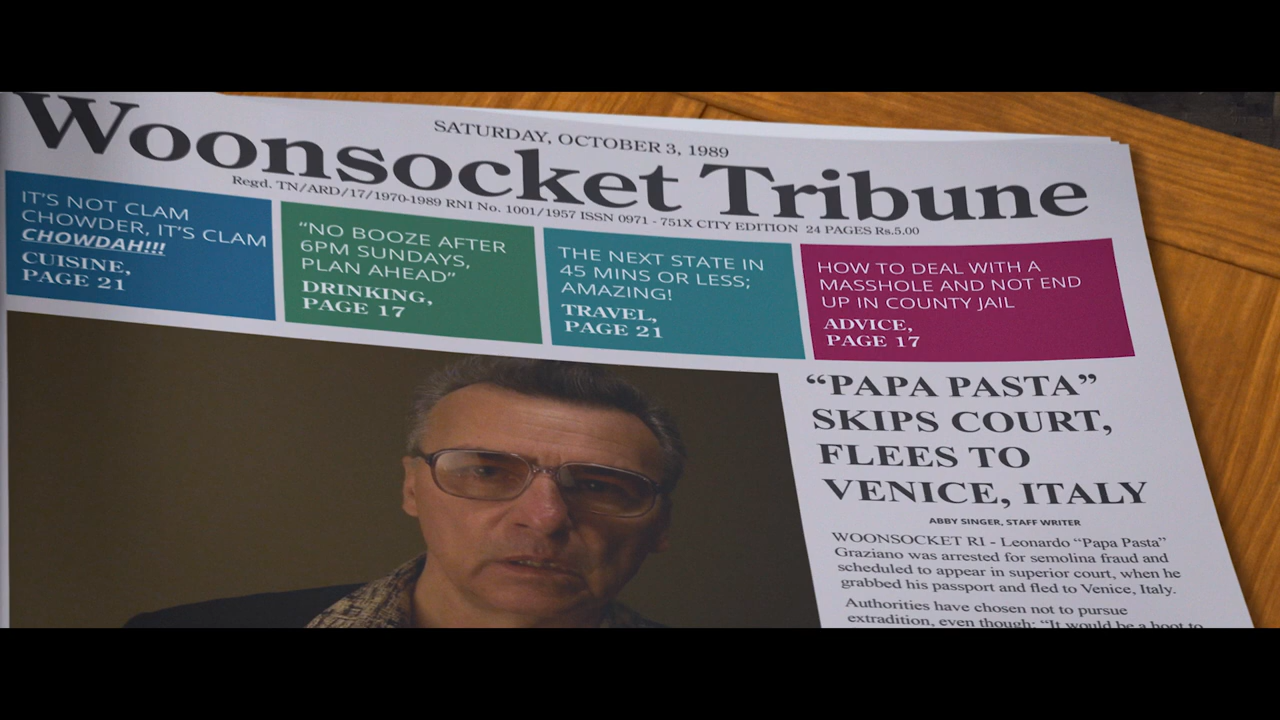 SATURDAY, OCTOBER 3, 1989
Woonsocket Tribune
Regd. TN/ARD/17/1970-1989 RNI No. 1001/1957 ISSN 0971 - 751X CITY EDITION 24 PAGES Rs.5.00
IT'S NOT CLAM
CHOWDER, IT'S CLAM
CHOWDAH!!!
CUISINE,
PAGE 21
“NO BOOZE AFTER
6PM SUNDAYS,
PLAN AHEAD”
DRINKING,
PAGE 17
THE NEXT STATE IN
45 MINS OR LESS;
AMAZING!
TRAVEL,
PAGE 21
HOW TO DEAL WITH A
MASSHOLE AND NOT END
UP IN COUNTY JAIL
ADVICE,
PAGE 17
“PAPA PASTA”
SKIPS COURT,
FLEES TO
VENICE, ITALY
ABBY SINGER, STAFF WRITER
WOONSOCKET RI - Leonardo “Papa Pasta”
Graziano was arrested for semolina fraud and
scheduled to appear in superior court, when he
grabbed his passport and fled to Venice, Italy.
Authorities have chosen not to pursue
extradition, even though: “It would be a hoot to